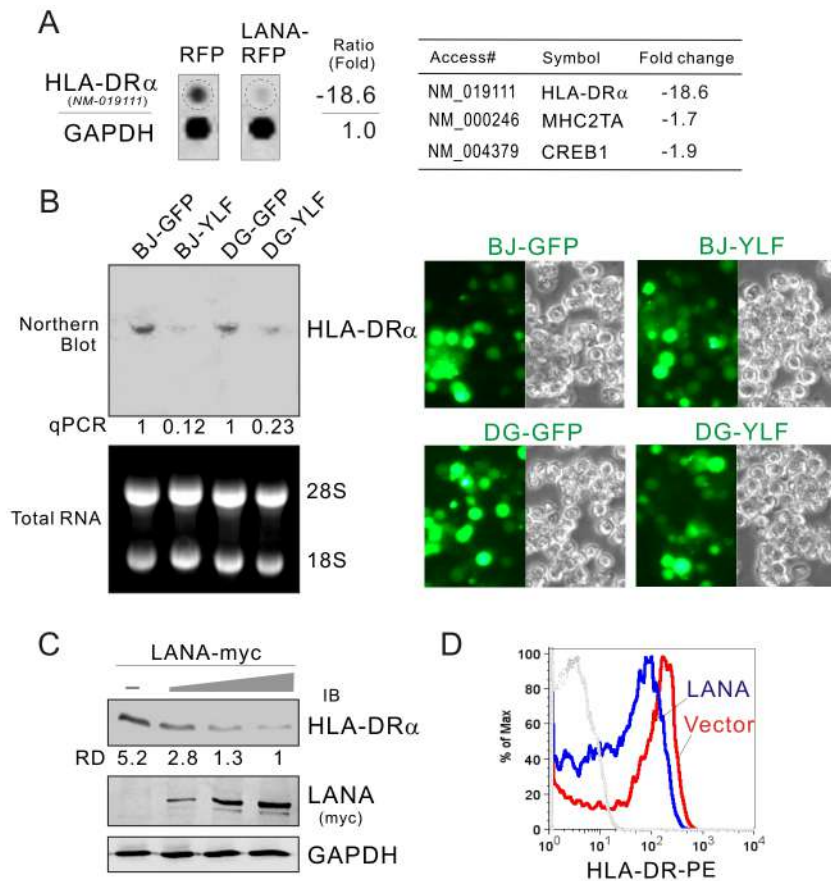 A
RFP
LANA-
RFP
Ratio
(Fold)
HLA-DRα
(NM-019111)
-18.6
GAPDH
1.0
Access# Symbol Fold change
NM_019111 HLA-DRα -18.6
NM_000246 MHC2TA -1.7
NM_004379 CREB1 -1.9
B
BJ-GFP BJ-YLF DG-GFP DG-YLF
Northern
Blot
HLA-DRα
qPCR 1 0.12 1 0.23
Total RNA
28S
18S
BJ-GFP BJ-YLF
DG-GFP DG-YLF
C
LANA-myc
– IB
HLA-DRα
RD 5.2 2.8 1.3 1
LANA
(myc)
GAPDH
D
% of Max
100
80
60
40
20
0
LANA
Vector
10⁰ 10¹ 10² 10³ 10⁴
HLA-DR-PE